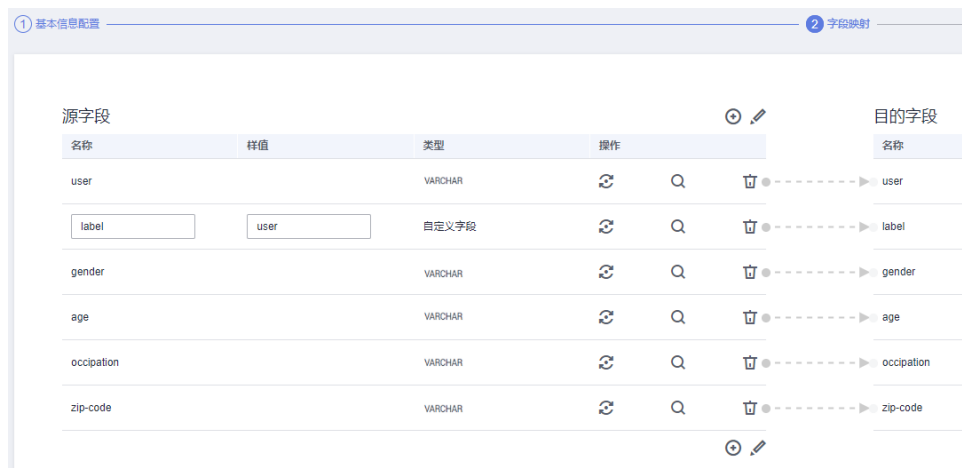 1 基本信息配置 2 字段映射
源字段 目的字段
名称 样值 类型 操作 名称
user VARCHAR user
label user 自定义字段 label
gender VARCHAR gender
age VARCHAR age
occipation VARCHAR occipation
zip-code VARCHAR zip-code